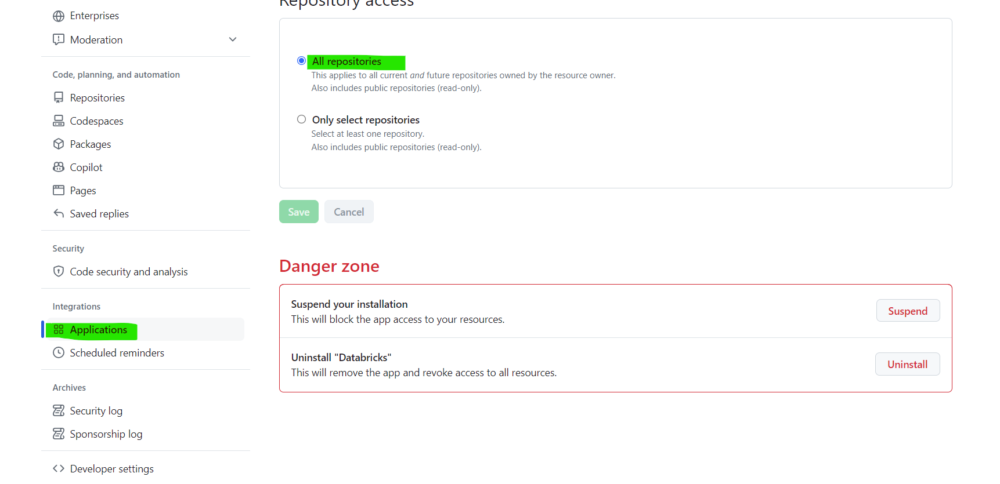 Repository access
Enterprises
Moderation
Code, planning, and automation
Repositories
Codespaces
Packages
Copilot
Pages
Saved replies
Security
Code security and analysis
Integrations
Applications
Scheduled reminders
Archives
Security log
Sponsorship log
Developer settings
All repositories
This applies to all current and future repositories owned by the resource owner.
Also includes public repositories (read-only).
Only select repositories
Select at least one repository.
Also includes public repositories (read-only).
Save Cancel
Danger zone
Suspend your installation
This will block the app access to your resources.
Suspend
Uninstall "Databricks"
This will remove the app and revoke access to all resources.
Uninstall